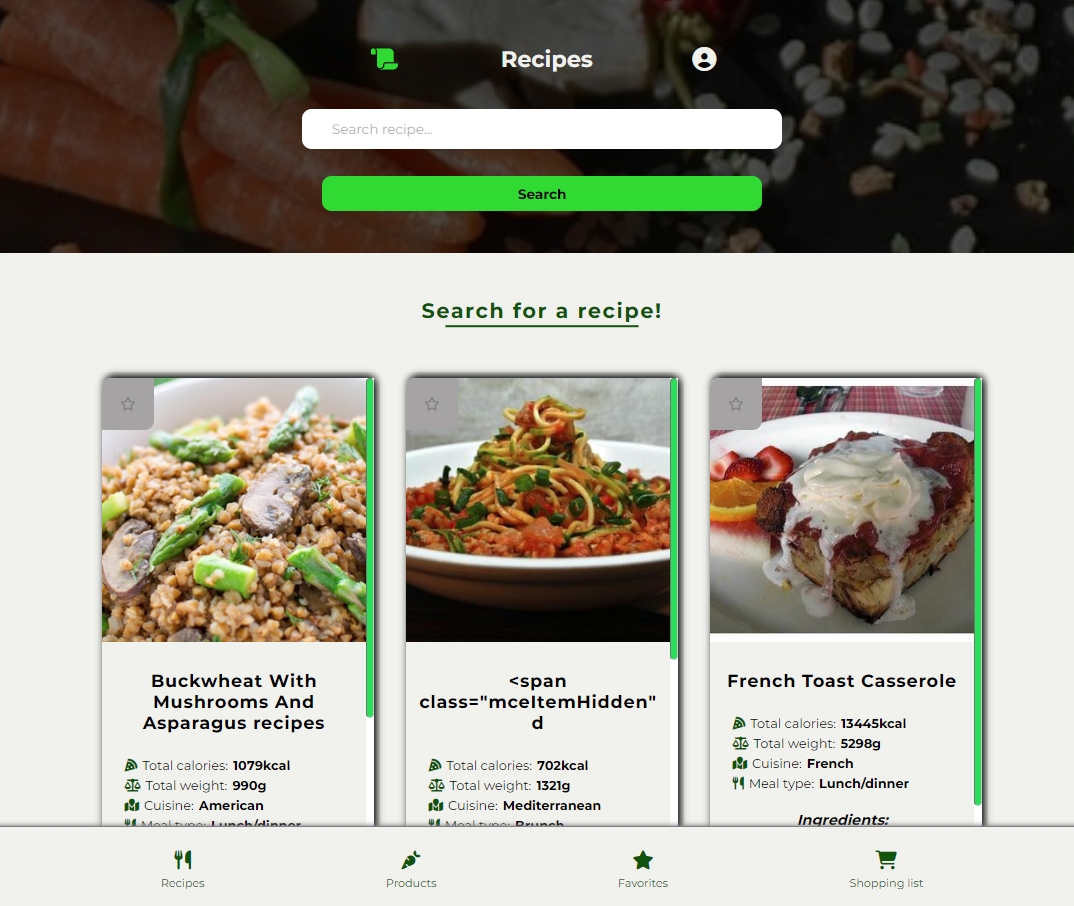 Recipes
Search recipe...
Search
Search for a recipe!
Buckwheat With
Mushrooms And
Asparagus recipes
Total calories: 1079kcal
Total weight: 990g
Cuisine: American
Meal type: Lunch/dinner
<span
class="mceItemHidden"
d
Total calories: 702kcal
Total weight: 1321g
Cuisine: Mediterranean
Meal type: Brunch
French Toast Casserole
Total calories: 13445kcal
Total weight: 5298g
Cuisine: French
Meal type: Lunch/dinner
Ingredients:
Recipes
Products
Favorites
Shopping list